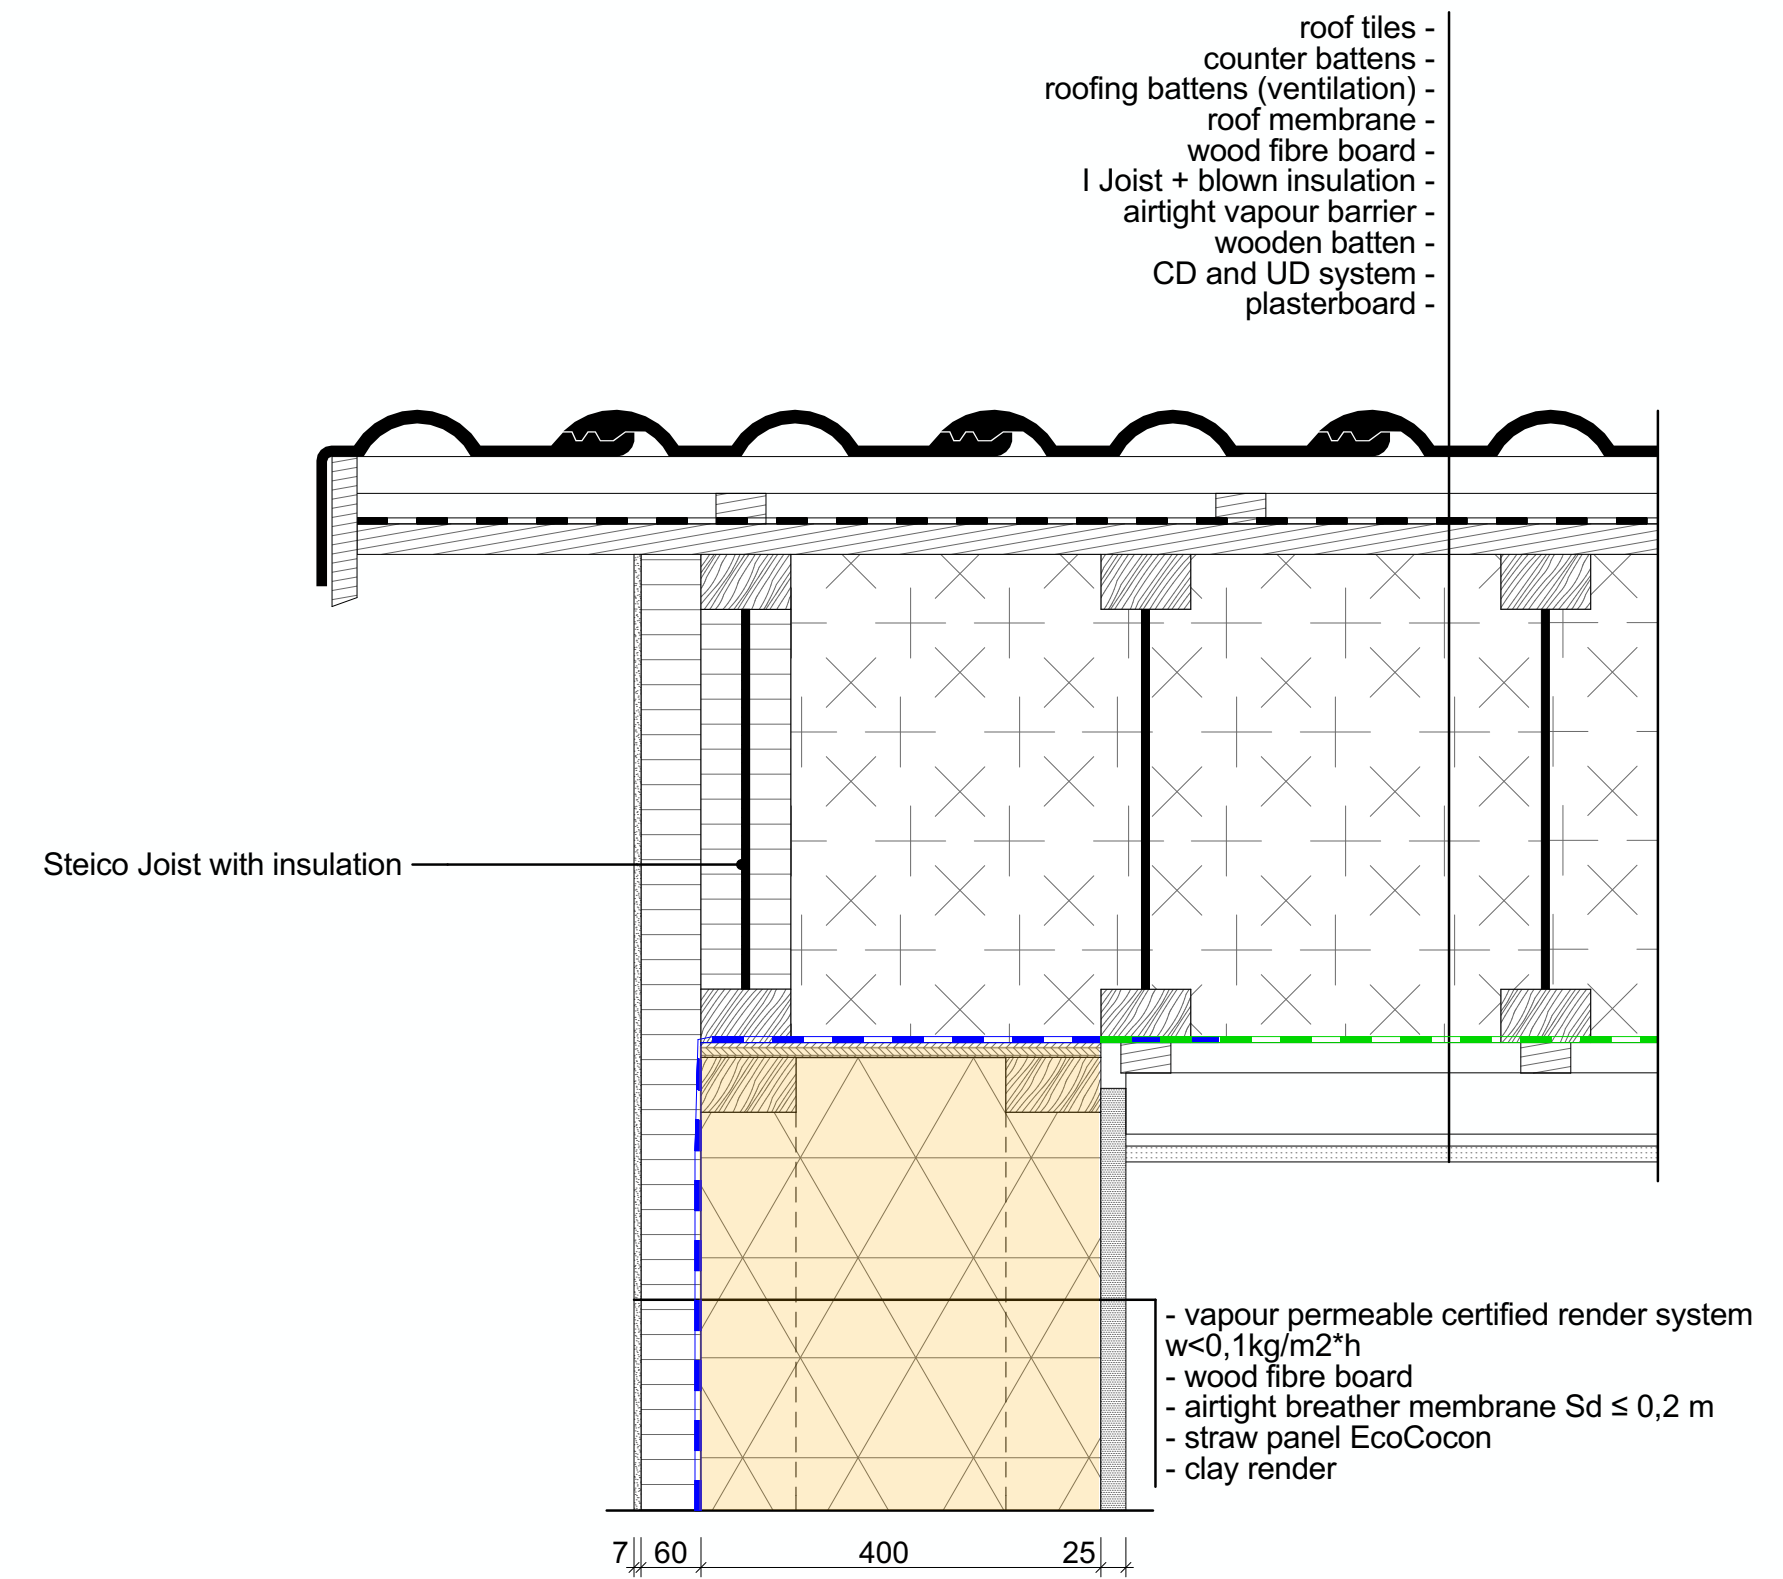 roof tiles -
counter battens -
roofing battens (ventilation) -
roof membrane -
wood fibre board -
I Joist + blown insulation -
airtight vapour barrier -
wooden batten -
CD and UD system -
plasterboard -
Steico Joist with insulation
- vapour permeable certified render system
w<0,1kg/m2*h
- wood fibre board
- airtight breather membrane Sd ≤ 0,2 m
- straw panel EcoCocon
- clay render
7 60 400 25